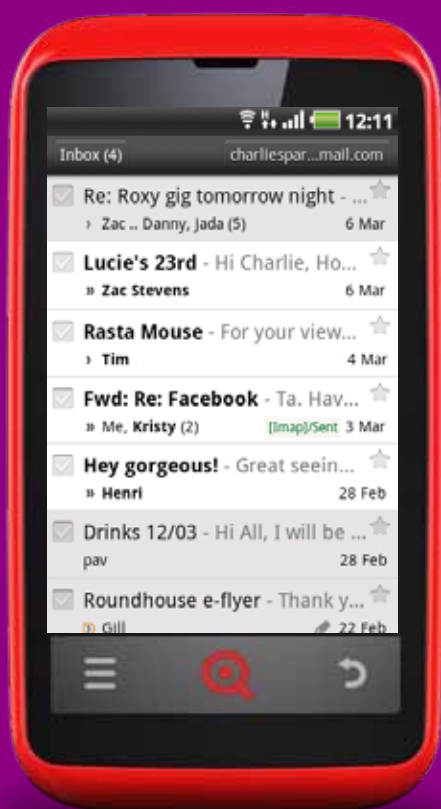 12:11
Inbox (4) charliespar...mail.com
Re: Roxy gig tomorrow night - ...
› Zac .. Danny, Jada (5) 6 Mar
Lucie's 23rd - Hi Charlie, Ho...
» Zac Stevens 6 Mar
Rasta Mouse - For your view...
› Tim 4 Mar
Fwd: Re: Facebook - Ta. Hav...
» Me, Kristy (2) [Imap]/Sent 3 Mar
Hey gorgeous! - Great seein...
» Henri 28 Feb
Drinks 12/03 - Hi All, I will be ...
pav 28 Feb
Roundhouse e-flyer - Thank y...
› Gill 22 Feb